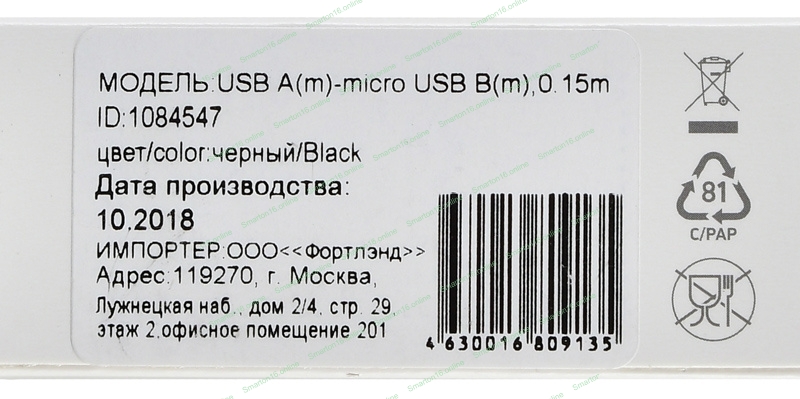 МОДЕЛЬ:USB A(m)-micro USB B(m),0.15m
ID:1084547
цвет/color:черный/Black
Дата производства:
10.2018
ИМПОРТЕР:ООО<<Фортлэнд>>
Адрес:119270, г. Москва,
Лужнецкая наб., дом 2/4, стр. 29,
этаж 2,офисное помещение 201
4 630016 809135
81
C/PAP
Smarton16.online